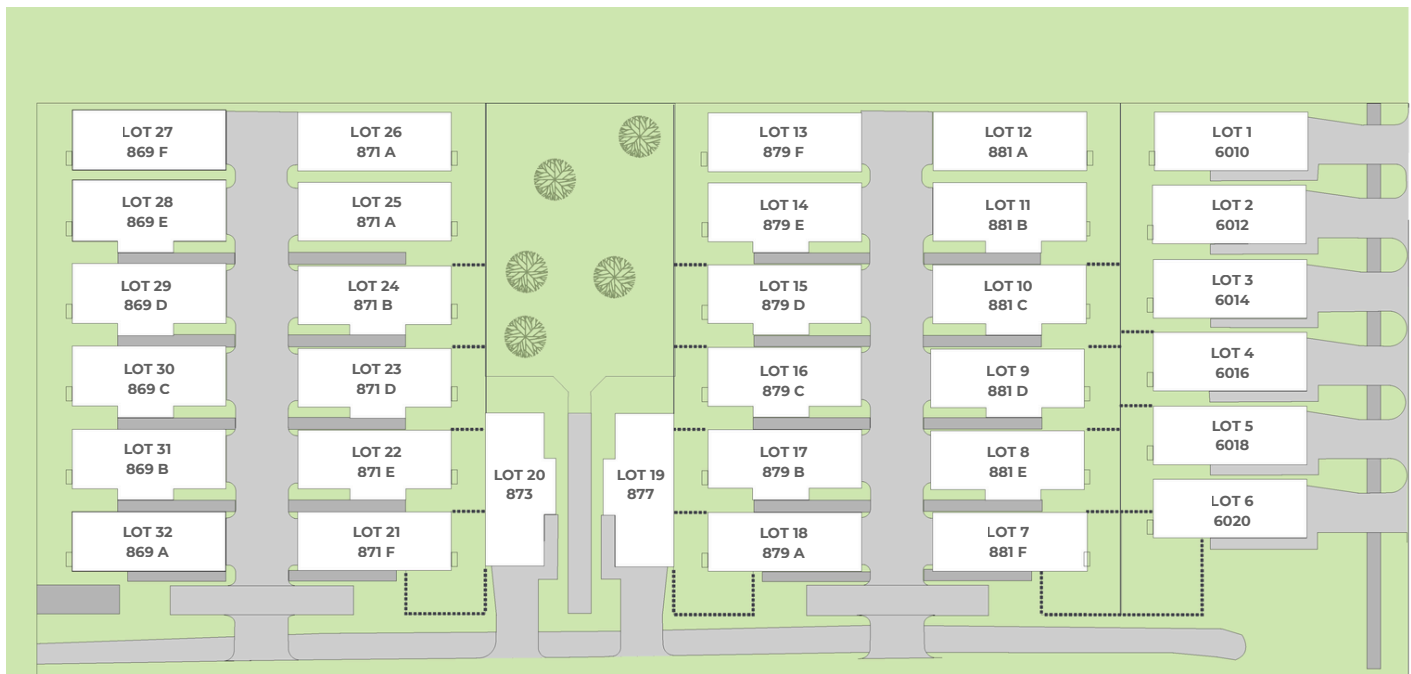 LOT 27
869 F
LOT 26
871 A
LOT 13
879 F
LOT 12
881 A
LOT 1
6010
LOT 28
869 E
LOT 25
871 A
LOT 14
879 E
LOT 11
881 B
LOT 2
6012
LOT 29
869 D
LOT 24
871 B
LOT 15
879 D
LOT 10
881 C
LOT 3
6014
LOT 30
869 C
LOT 23
871 D
LOT 16
879 C
LOT 9
881 D
LOT 4
6016
LOT 31
869 B
LOT 22
871 E
LOT 20
873
LOT 19
877
LOT 17
879 B
LOT 8
881 E
LOT 5
6018
LOT 32
869 A
LOT 21
871 F
LOT 18
879 A
LOT 7
881 F
LOT 6
6020